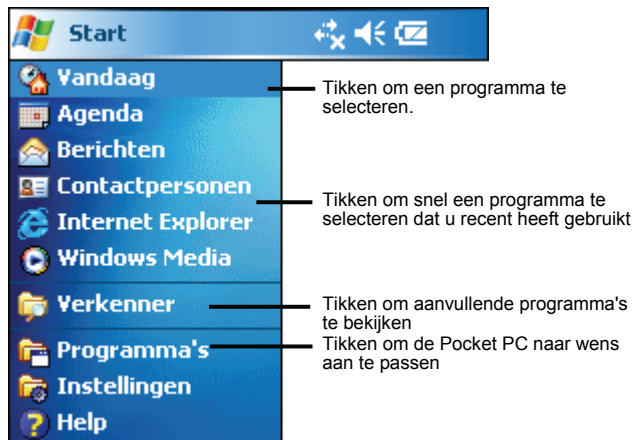 Start
Vandaag
Agenda
Berichten
Contactpersonen
Internet Explorer
Windows Media
Verkenner
Programma's
Instellingen
Help
Tikken om een programma te
selecteren.
Tikken om snel een programma te
selecteren dat u recent heeft gebruikt
Tikken om aanvullende programma's
te bekijken
Tikken om de Pocket PC naar wens
aan te passen